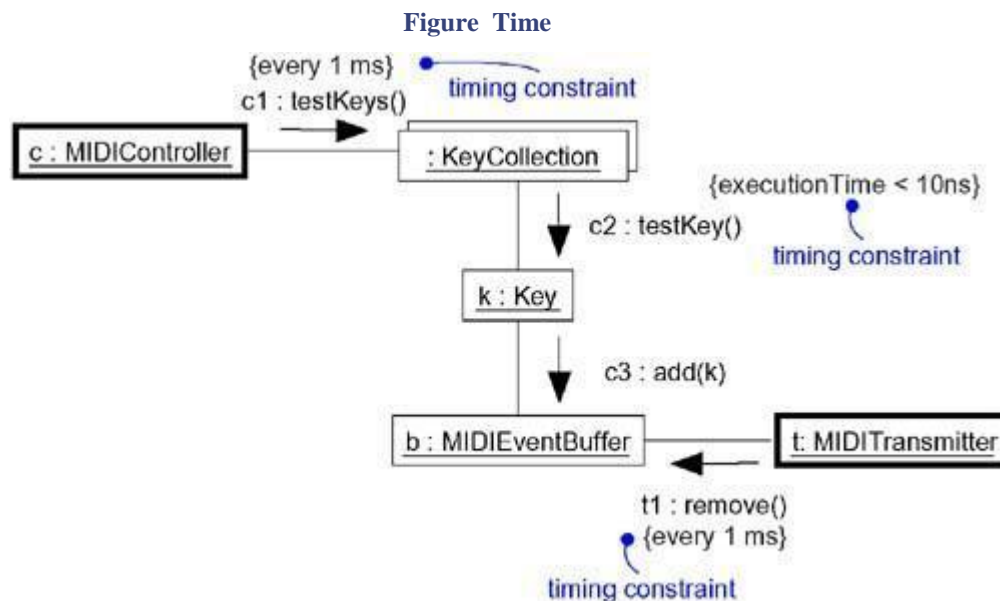 Figure Time
{every 1 ms}
timing constraint
c1 : testKeys()
c : MIDIController
: KeyCollection
{executionTime < 10ns}
c2 : testKey()
timing constraint
k : Key
c3 : add(k)
b : MIDIEventBuffer
t: MIDITransmitter
t1 : remove()
{every 1 ms}
timing constraint